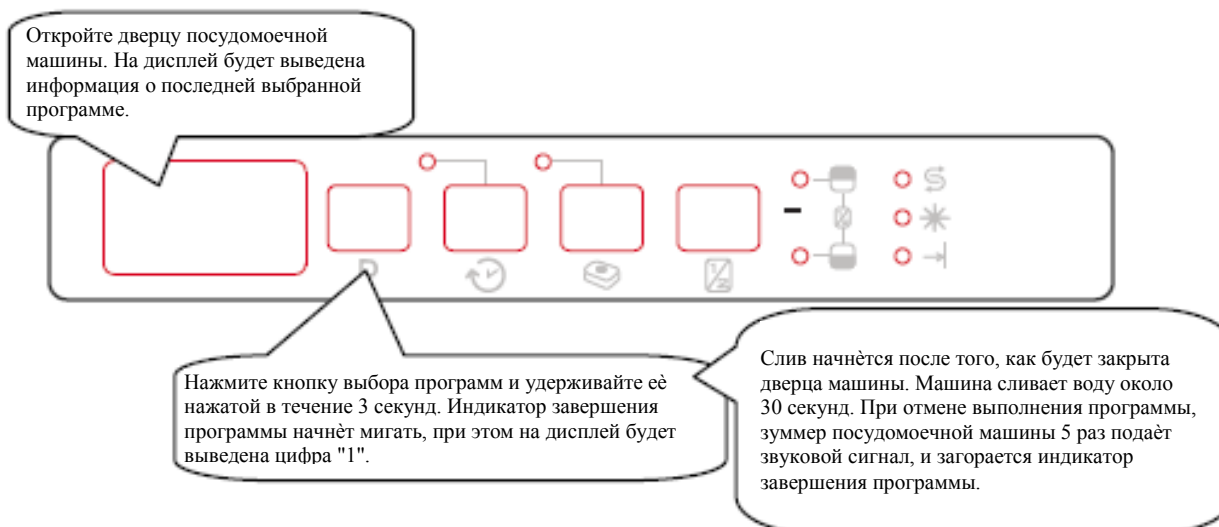 Откройте дверцу посудомоечной
машины. На дисплей будет выведена
информация о последней выбранной
программе.
P
1/2
Нажмите кнопку выбора программ и удерживайте еѐ
нажатой в течение 3 секунд. Индикатор завершения
программы начнѐт мигать, при этом на дисплей будет
выведена цифра "1".
Слив начнѐтся после того, как будет закрыта
дверца машины. Машина сливает воду около
30 секунд. При отмене выполнения программы,
зуммер посудомоечной машины 5 раз подаѐт
звуковой сигнал, и загорается индикатор
завершения программы.